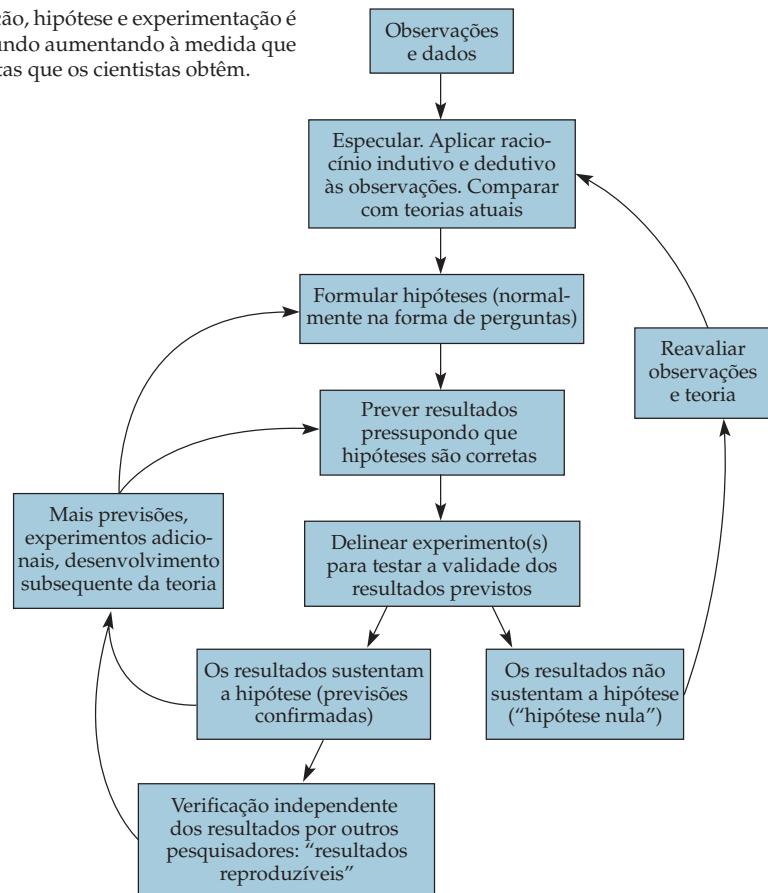 ção, hipótese e experimentação é
undo aumentando à medida que
tas que os cientistas obtêm.
Observações
e dados
Especular. Aplicar racio-
cínio indutivo e dedutivo
às observações. Comparar
com teorias atuais
Formular hipóteses (normal-
mente na forma de perguntas)
Reavaliar
observações
e teoria
Prever resultados
pressupondo que
hipóteses são corretas
Mais previsões,
experimentos adicio-
nais, desenvolvimento
subsequente da teoria
Delinear experimento(s)
para testar a validade dos
resultados previstos
Os resultados sustentam
a hipótese (previsões
confirmadas)
Os resultados não
sustentam a hipótese
(“hipótese nula”)
Verificação independente
dos resultados por outros
pesquisadores: “resultados
reproduzíveis”